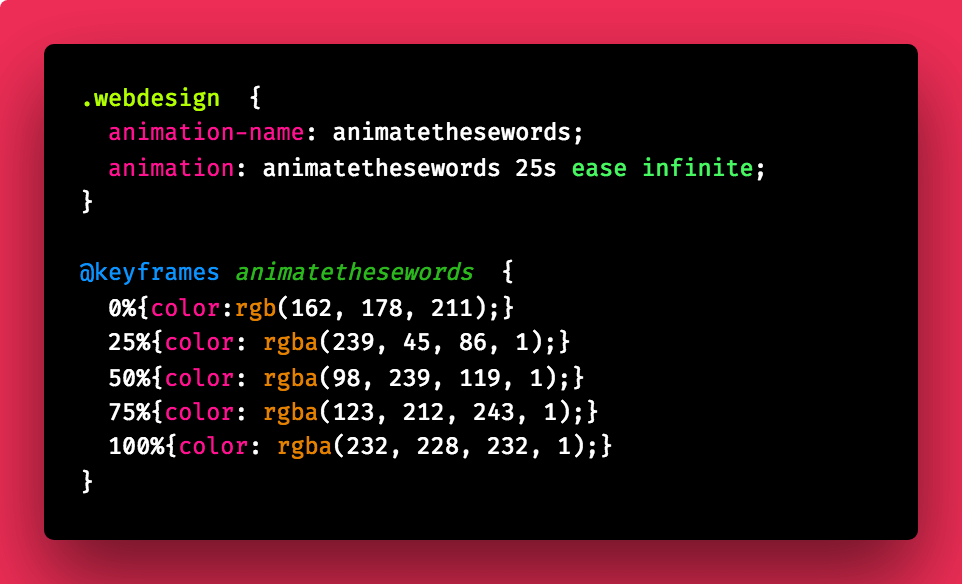 .webdesign  {
  animation-name: animatethesewords;
  animation: animatethesewords 25s ease infinite;
}

@keyframes animatethesewords  {
  0%{color:rgb(162, 178, 211);}
  25%{color: rgba(239, 45, 86, 1);}
  50%{color: rgba(98, 239, 119, 1);}
  75%{color: rgba(123, 212, 243, 1);}
  100%{color: rgba(232, 228, 232, 1);}
}